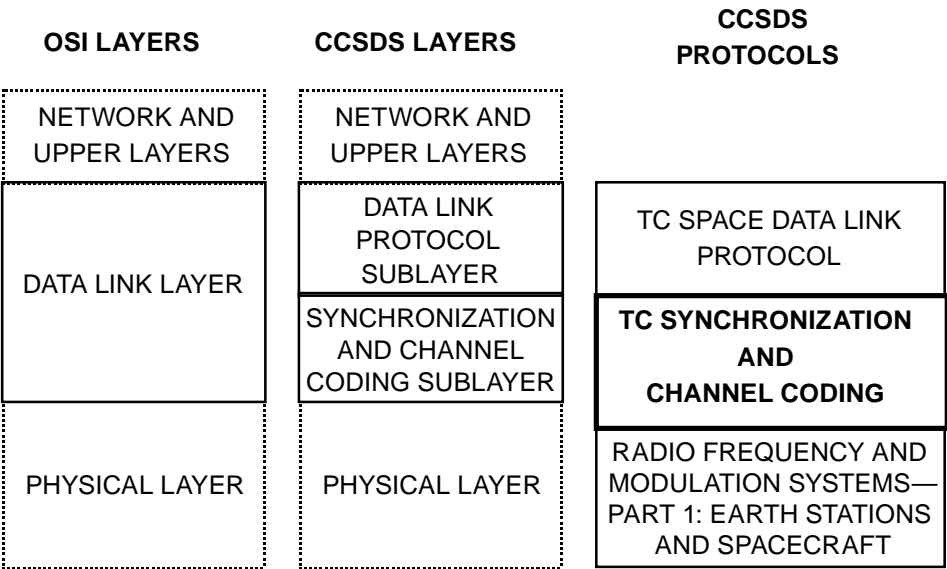 OSI LAYERS
CCSDS LAYERS
CCSDS
PROTOCOLS
NETWORK AND
UPPER LAYERS
DATA LINK LAYER
PHYSICAL LAYER
NETWORK AND
UPPER LAYERS
DATA LINK
PROTOCOL
SUBLAYER
SYNCHRONIZATION
AND CHANNEL
CODING SUBLAYER
PHYSICAL LAYER
TC SPACE DATA LINK
PROTOCOL
TC SYNCHRONIZATION
AND
CHANNEL CODING
RADIO FREQUENCY AND
MODULATION SYSTEMS—
PART 1: EARTH STATIONS
AND SPACECRAFT